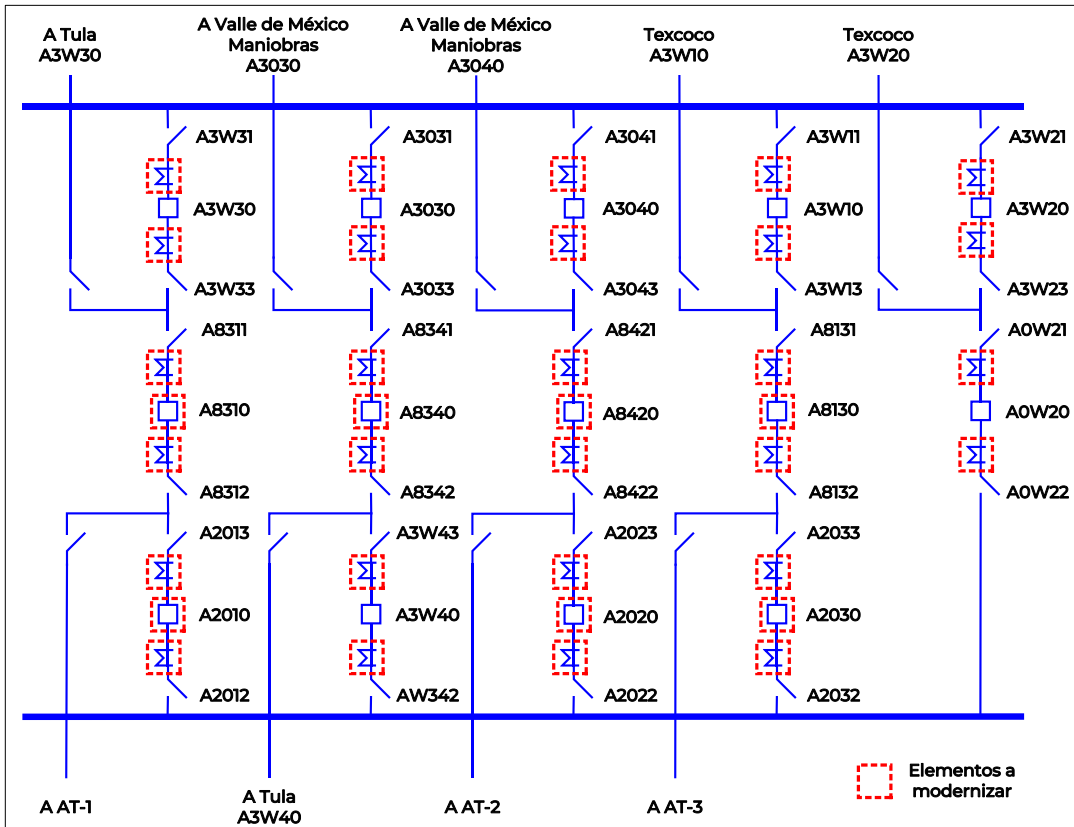 A Tula
A3W30
A Valle de México
Maniobras
A3030
A Valle de México
Maniobras
A3040
Texcoco
A3W10
Texcoco
A3W20
A3W31
A3031
A3041
A3W11
A3W21
A3W30
A3030
A3040
A3W10
A3W20
A3W33
A3033
A3043
A3W13
A3W23
A8311
A8341
A8421
A8131
A0W21
A8310
A8340
A8420
A8130
A0W20
A8312
A8342
A8422
A8132
A0W22
A2013
A3W43
A2023
A2033
A2010
A3W40
A2020
A2030
A2012
AW342
A2022
A2032
A AT-1
A Tula
A3W40
A AT-2
A AT-3
Elementos a
modernizar